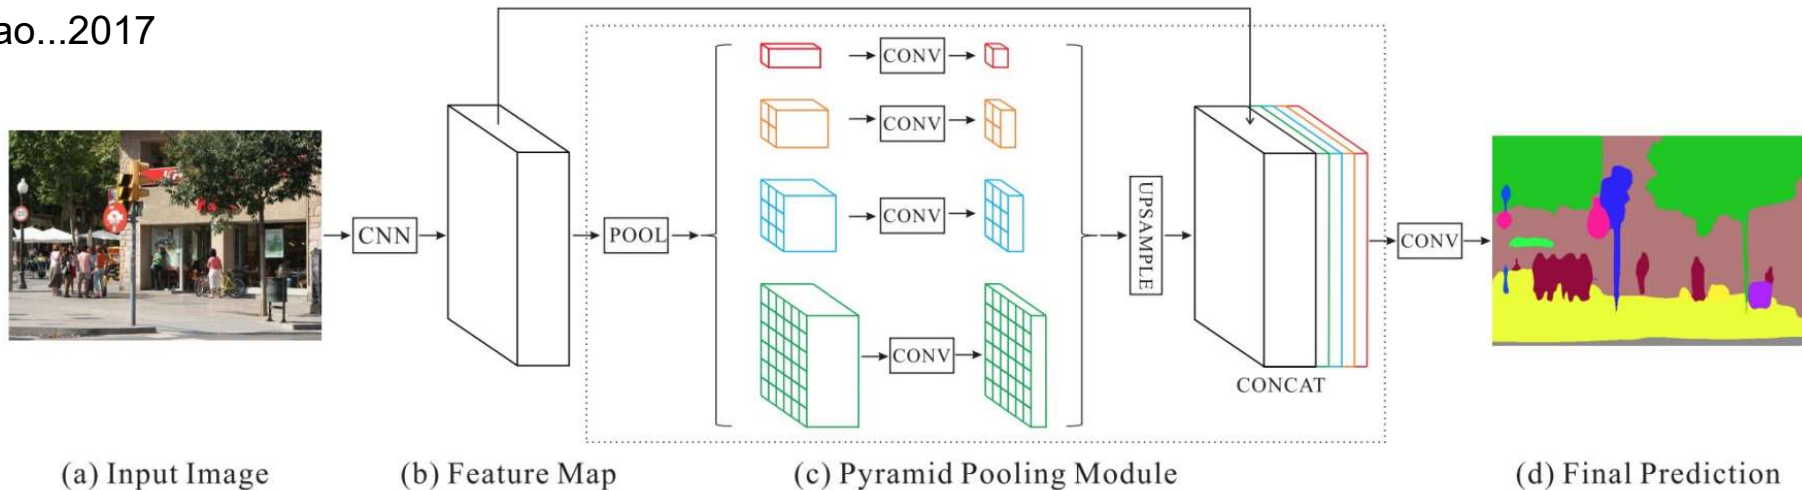 ao...2017
CONV
CONV
CONV
CONV
CNN
POOL
UPSAMPLE
CONCAT
CONV
(a) Input Image
(b) Feature Map
(c) Pyramid Pooling Module
(d) Final Prediction